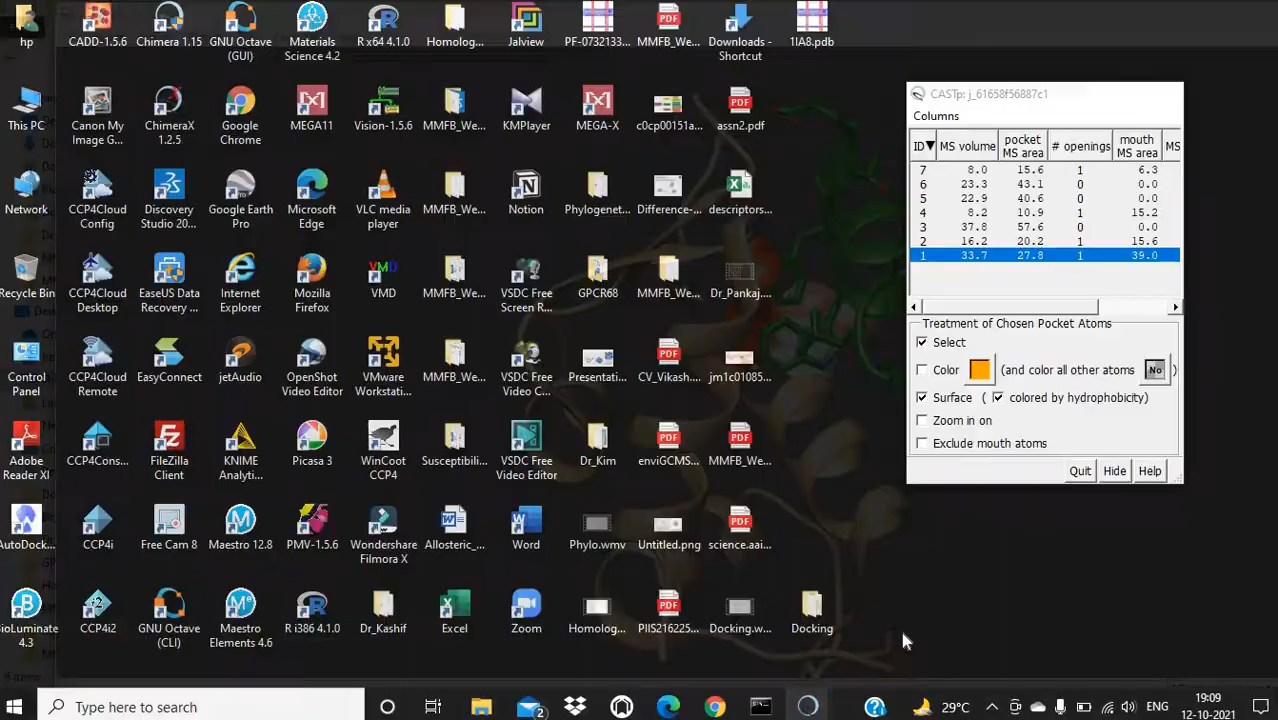 hp
CADD-1.5.6
Chimera 1.15
GNU Octave
(GUI)
Materials
Science 4.2
R x64 4.1.0
Homolog...
Jalview
PF-0732133...
MMFB_We...
Downloads -
Shortcut
1IA8.pdb
This PC
Canon My
Image G...
ChimeraX
1.2.5
Google
Chrome
MEGA11
Vision-1.5.6
MMFB_We...
KMPlayer
MEGA-X
c0cp00151a...
assn2.pdf
Network
CCP4Cloud
Config
Discovery
Studio 20...
Google Earth
Pro
Microsoft
Edge
VLC media
player
MMFB_We...
Notion
Phylogenet...
Difference-...
descriptors...
Recycle Bin
CCP4Cloud
Desktop
EaseUS Data
Recovery ...
Internet
Explorer
Mozilla
Firefox
VMD
VMD
MMFB_We...
VSDC Free
Screen R...
GPCR68
MMFB_We...
Dr_Pankaj....
Control
Panel
CCP4Cloud
Remote
EasyConnect
jetAudio
OpenShot
Video Editor
VMware
Workstati...
MMFB_We...
VSDC Free
Video C...
Presentati...
CV_Vikash....
jm1c01085...
Adobe
Reader XI
CCP4Cons...
FileZilla
Client
KNIME
Analyti...
Picasa 3
WinCoot
CCP4
Susceptibili...
VSDC Free
Video Editor
Dr_Kim
enviGCMS...
MMFB_We...
AutoDock...
CCP4i
Free Cam 8
Maestro 12.8
PMV-1.5.6
Wondershare
Filmora X
Allosteric_...
Word
Phylo.wmv
Untitled.png
science.aai...
BioLuminate
4.3
CCP4i2
GNU Octave
(CLI)
Maestro
Elements 4.6
R i386 4.1.0
Dr_Kashif
Excel
Zoom
Homolog...
PIIS216225...
Docking.w...
Docking
CASTp: j_61658f56887c1
Columns
ID MS volume pocket MS area # openings mouth MS area MS
7 8.0 15.6 1 6.3
6 23.3 43.1 0 0.0
5 22.9 40.6 0 0.0
4 8.2 10.9 1 15.2
3 37.8 57.6 0 0.0
2 16.2 20.2 1 15.6
1 33.7 27.8 1 39.0
Treatment of Chosen Pocket Atoms
Select
Color (and color all other atoms No )
Surface ( colored by hydrophobicity)
Zoom in on
Exclude mouth atoms
Quit Hide Help
Type here to search
2
29°C
ENG
19:09
12-10-2021